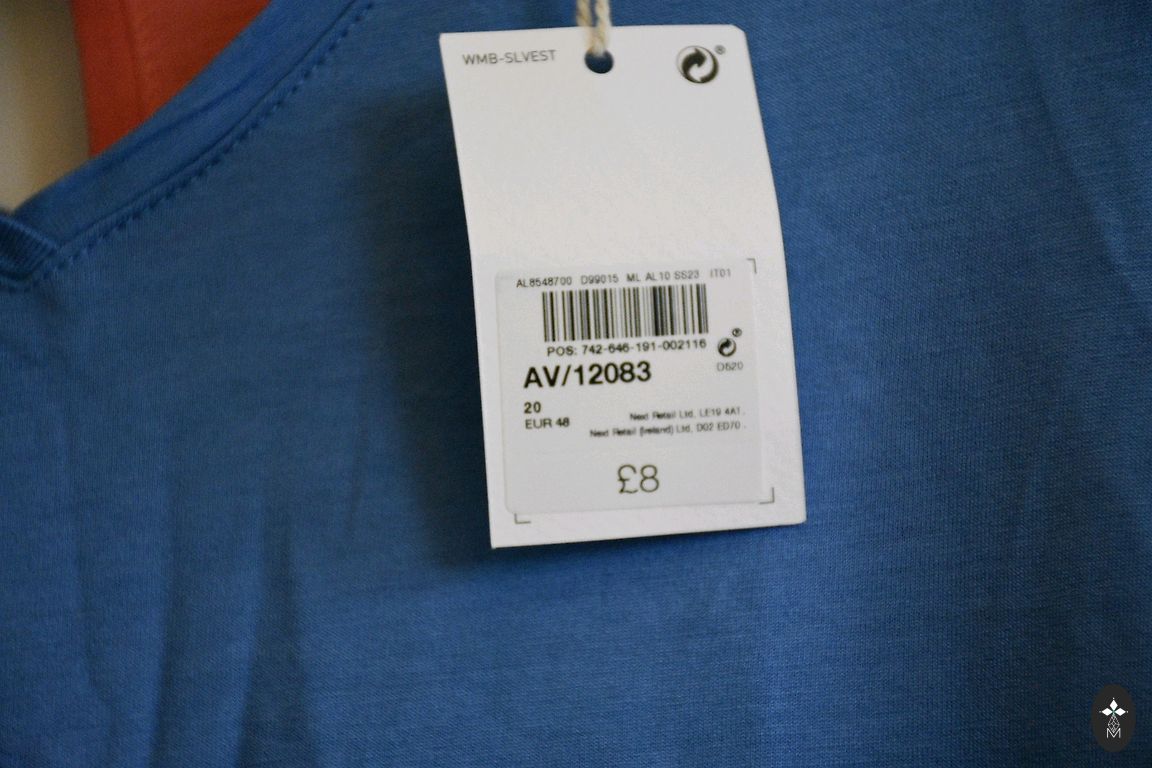 WMB-SLVEST
AL8548700 D99015 ML AL10 SS23 IT01
POS: 742-646-191-002116
D620
AV/12083
20
EUR 48
Next Retail Ltd, LE19 4AT.
Next Retail (Ireland) Ltd, D02 ED70.
£8
M